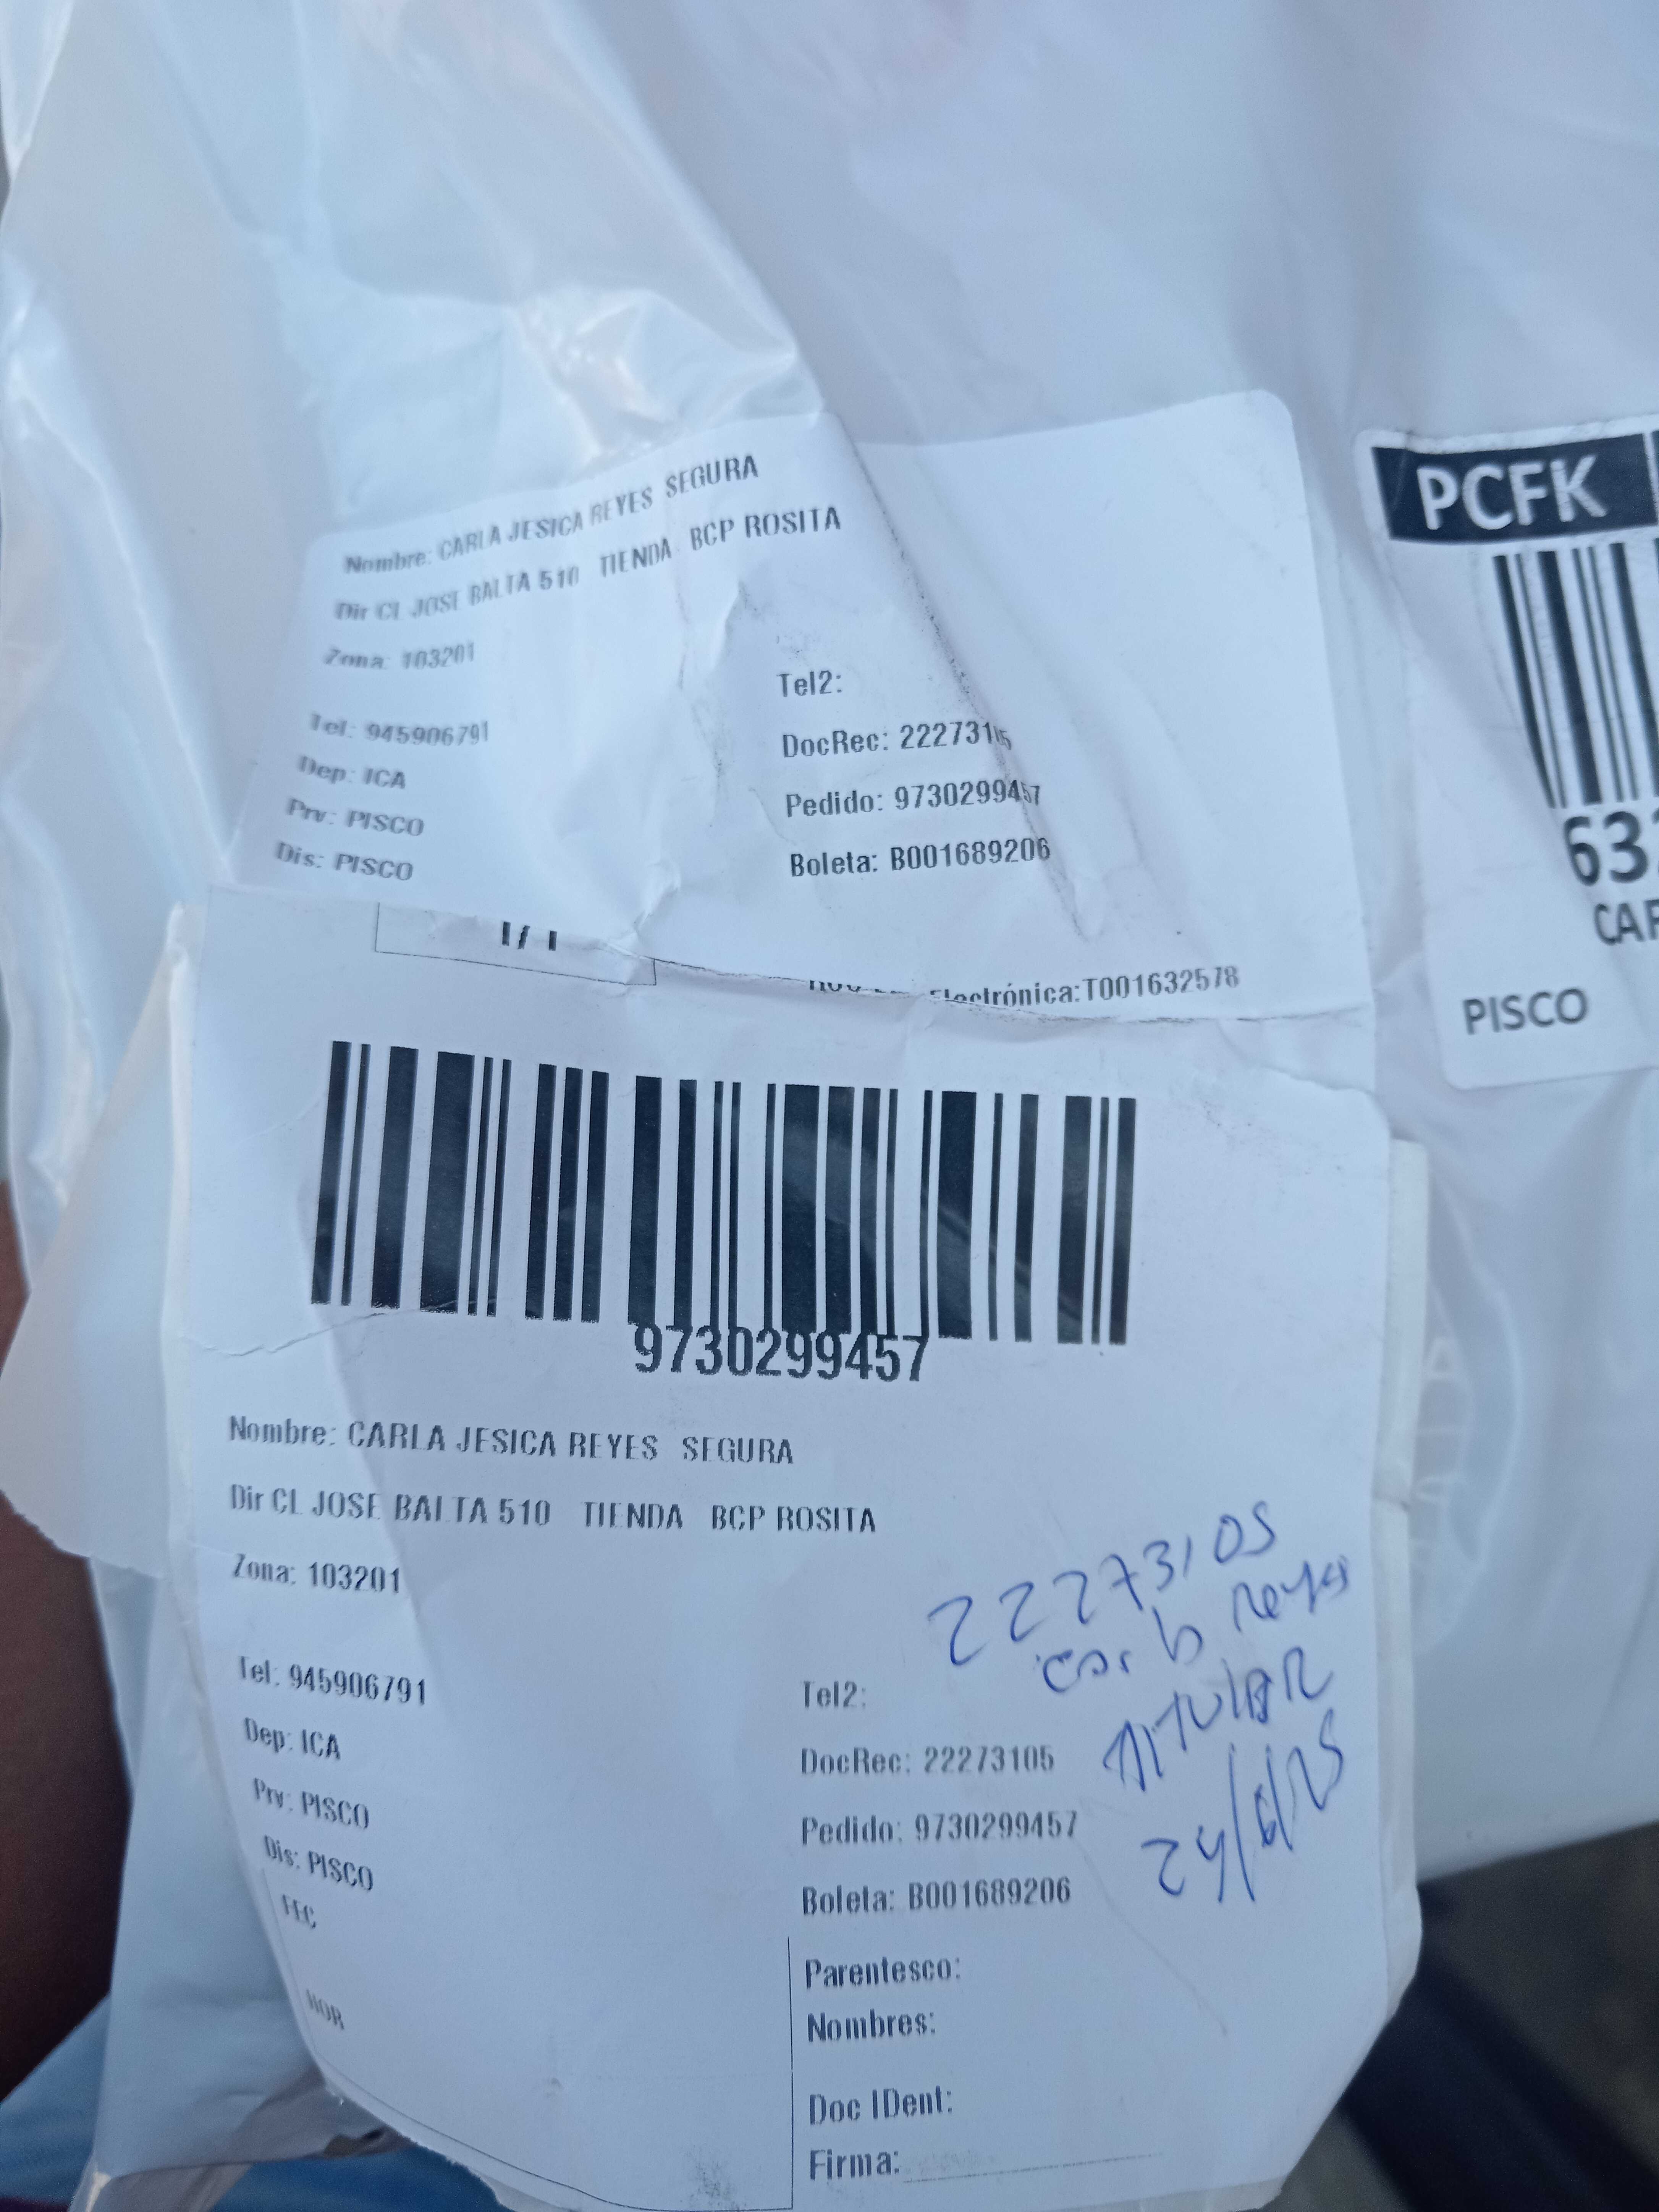 Nombre: CARLA JESICA REYES SEGURA
Dir CL JOSE BALTA 510 TIENDA BCP ROSITA
Zona: 103201
Tel2:
Tel: 945906791
DocRec: 22273105
Dep: ICA
Pedido: 9730299457
Prv: PISCO
Boleta: B001689206
Dis: PISCO
1/1
Electrónica:T001632578
PCFK
63
CAR
PISCO
9730299457
Nombre: CARLA JESICA REYES SEGURA
Dir CL JOSE BALTA 510 TIENDA BCP ROSITA
Zona: 103201
22273105
Carla Reyes
TITULAR
24/6/25
Tel: 945906791
Tel2:
Dep: ICA
DocRec: 22273105
Prv: PISCO
Pedido: 9730299457
Dis: PISCO
Boleta: B001689206
FEC
Parentesco:
HOR
Nombres:
Doc IDent:
Firma: